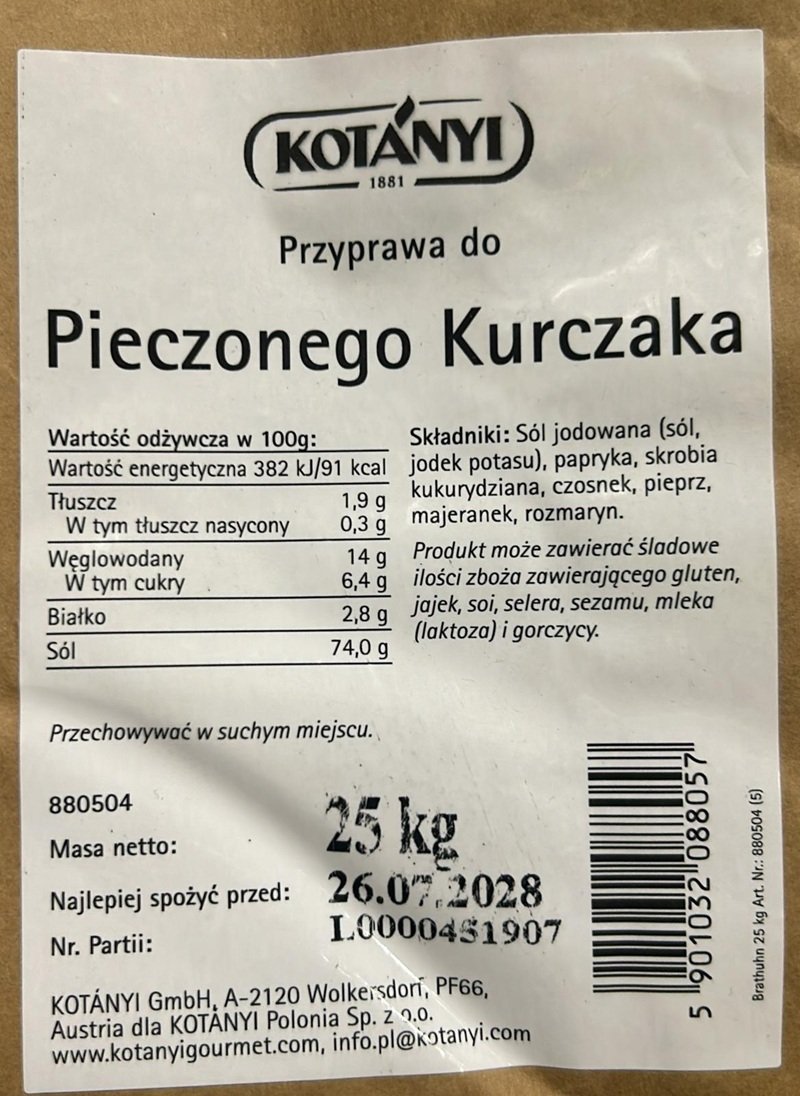 KOTÁNYI
1881
Przyprawa do
Pieczonego Kurczaka
Wartość odżywcza w 100g:
Wartość energetyczna 382 kJ/91 kcal
Tłuszcz 1,9 g
W tym tłuszcz nasycony 0,3 g
Węglowodany 14 g
W tym cukry 6,4 g
Białko 2,8 g
Sól 74,0 g
Składniki: Sól jodowana (sól,
jodek potasu), papryka, skrobia
kukurydziana, czosnek, pieprz,
majeranek, rozmaryn.
Produkt może zawierać śladowe
ilości zboża zawierającego gluten,
jajek, soi, selera, sezamu, mleka
(laktoza) i gorczycy.
Przechowywać w suchym miejscu.
880504
Masa netto: 25 kg
Najlepiej spożyć przed: 26.07.2028
Nr. Partii: L0000451907
KOTÁNYI GmbH, A-2120 Wolkersdorf, PF66,
Austria dla KOTÁNYI Polonia Sp. z o.o.
www.kotanyigourmet.com, info.pl@kotanyi.com
5 901032 088057
Brathuhn 25 kg Art. Nr.: 880504 (5)